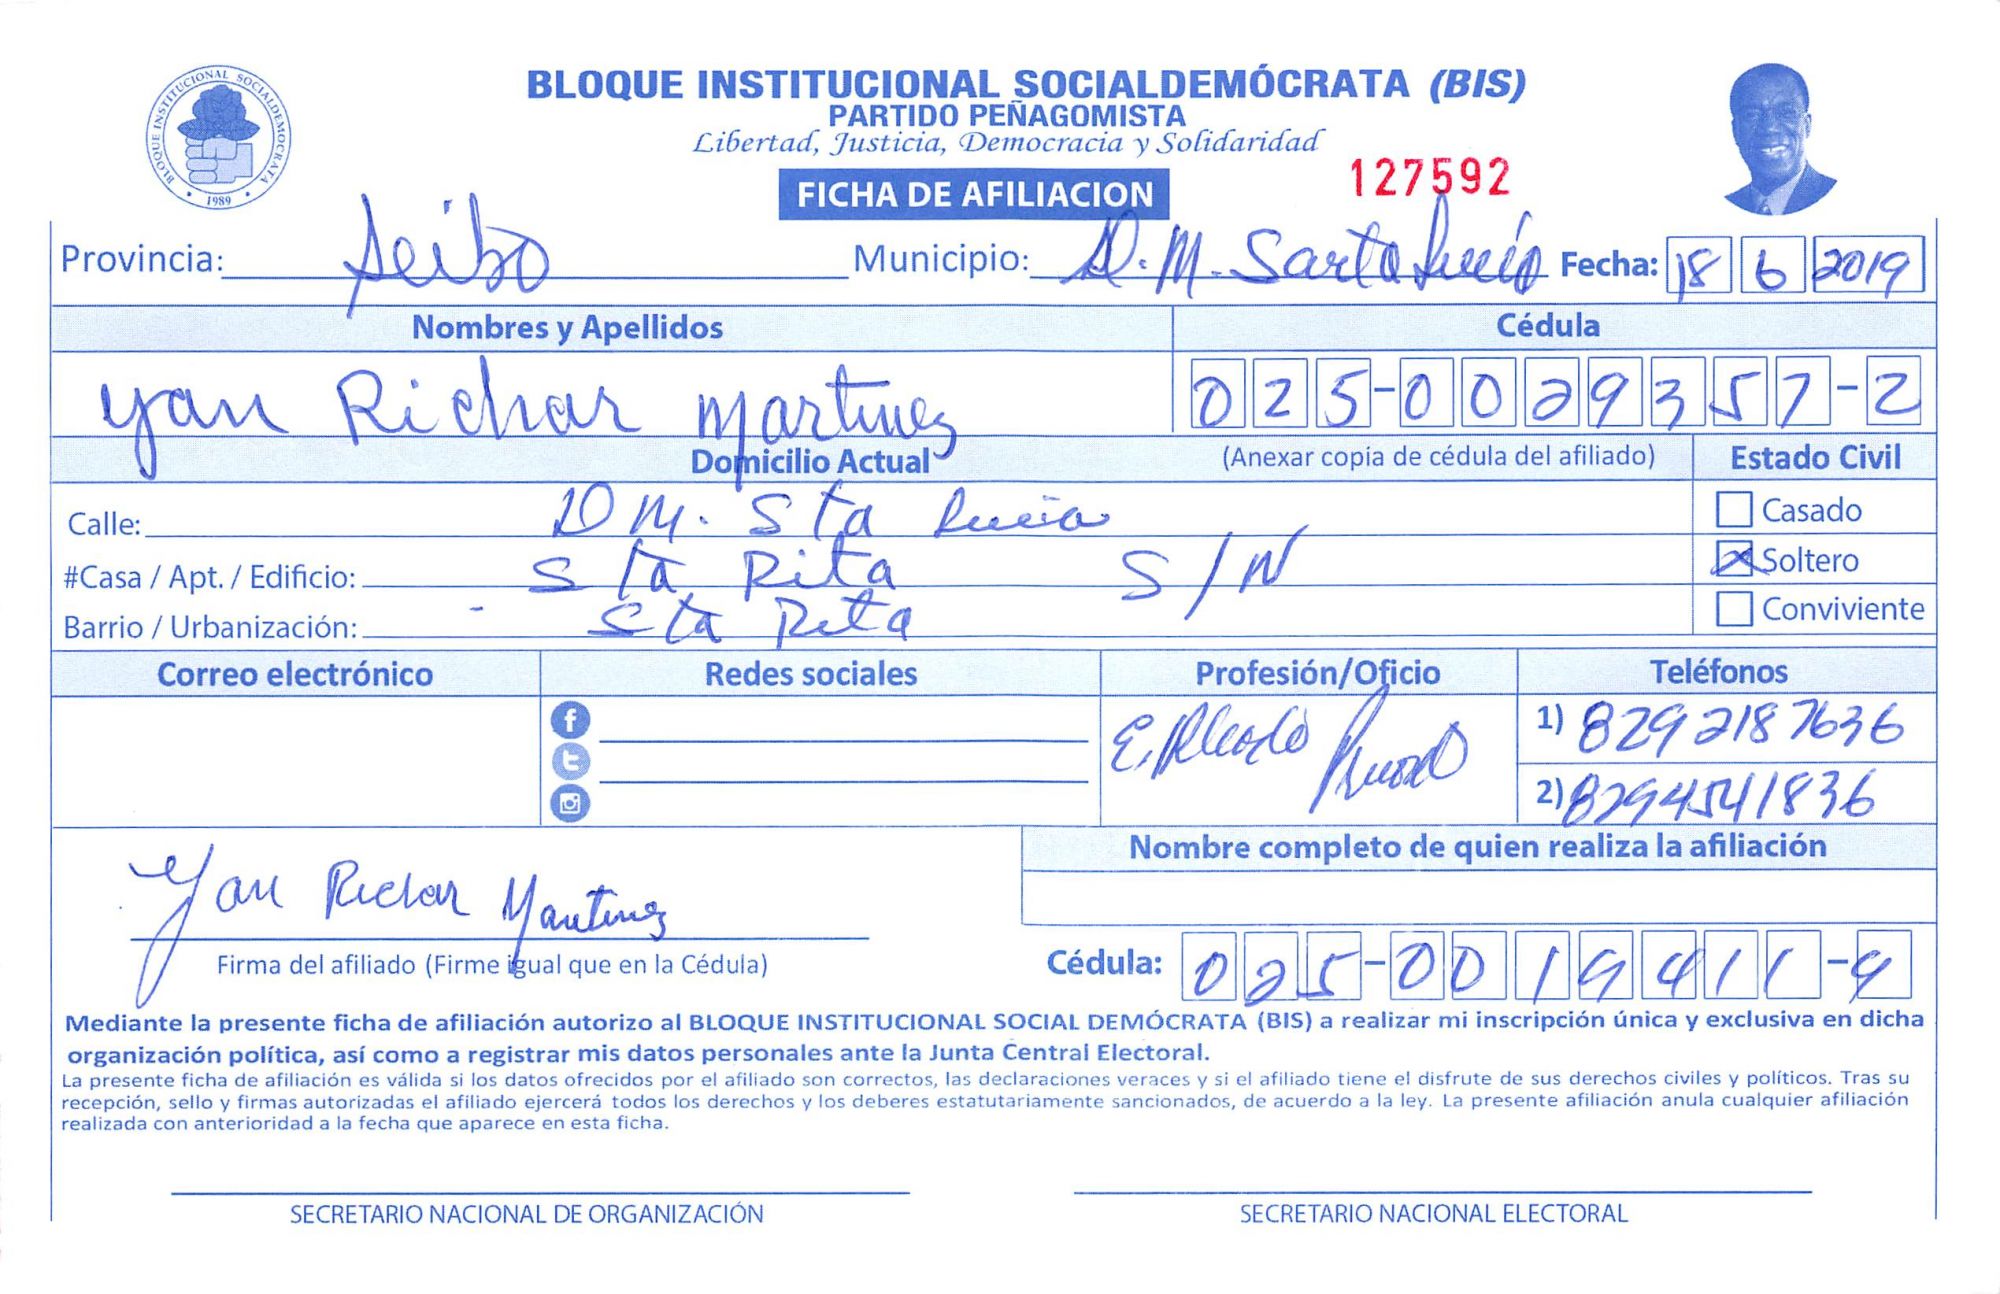 BLOQUE INSTITUCIONAL SOCIALDEMÓCRATA (BIS)
PARTIDO PEÑAGOMISTA
Libertad, Justicia, Democracia y Solidaridad
BLOQUE INSTITUCIONAL SOCIALDEMOCRATA
1989
127592
FICHA DE AFILIACION
Provincia: Seibo Municipio: D.M. Santa Lucía Fecha: 18 6 2019
Nombres y Apellidos Cédula
Yan Richar Martinez 025-0029357-2
Domicilio Actual (Anexar copia de cédula del afiliado) Estado Civil
Calle: D M. Sta Lucia Casado
#Casa / Apt. / Edificio: Sta Rita S/N Soltero
Barrio / Urbanización: Sta Rita Conviviente
Correo electrónico Redes sociales Profesión/Oficio Teléfonos
1) 8292187636
2) 8294541836
Nombre completo de quien realiza la afiliación
Yan Richar Martinez
Firma del afiliado (Firme igual que en la Cédula) Cédula: 025-0019411-9
Mediante la presente ficha de afiliación autorizo al BLOQUE INSTITUCIONAL SOCIAL DEMÓCRATA (BIS) a realizar mi inscripción única y exclusiva en dicha
organización política, así como a registrar mis datos personales ante la Junta Central Electoral.
La presente ficha de afiliación es válida si los datos ofrecidos por el afiliado son correctos, las declaraciones veraces y si el afiliado tiene el disfrute de sus derechos civiles y políticos. Tras su
recepción, sello y firmas autorizadas el afiliado ejercerá todos los derechos y los deberes estatutariamente sancionados, de acuerdo a la ley. La presente afiliación anula cualquier afiliación
realizada con anterioridad a la fecha que aparece en esta ficha.
SECRETARIO NACIONAL DE ORGANIZACIÓN SECRETARIO NACIONAL ELECTORAL